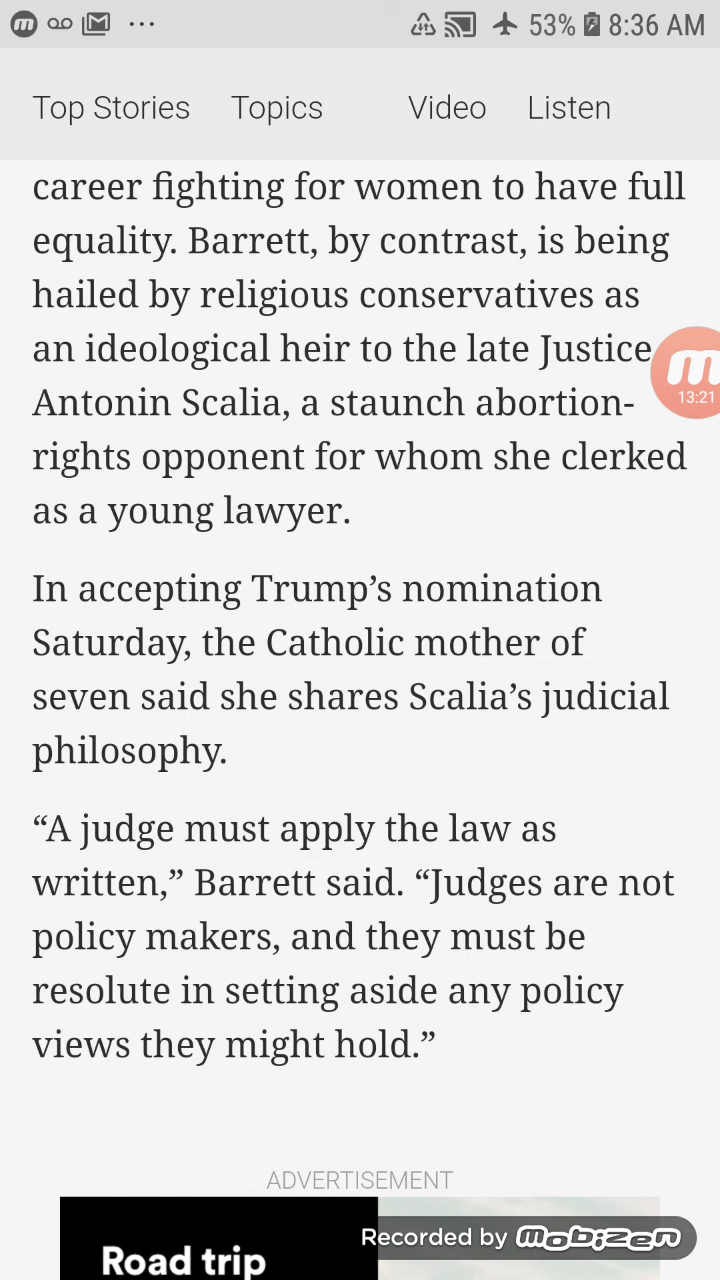 53% 8:36 AM
Top Stories Topics Video Listen
career fighting for women to have full
equality. Barrett, by contrast, is being
hailed by religious conservatives as
an ideological heir to the late Justice
Antonin Scalia, a staunch abortion-
rights opponent for whom she clerked
as a young lawyer.
13:21
In accepting Trump’s nomination
Saturday, the Catholic mother of
seven said she shares Scalia’s judicial
philosophy.
“A judge must apply the law as
written,” Barrett said. “Judges are not
policy makers, and they must be
resolute in setting aside any policy
views they might hold.”
ADVERTISEMENT
Recorded by mobizen
Road trip